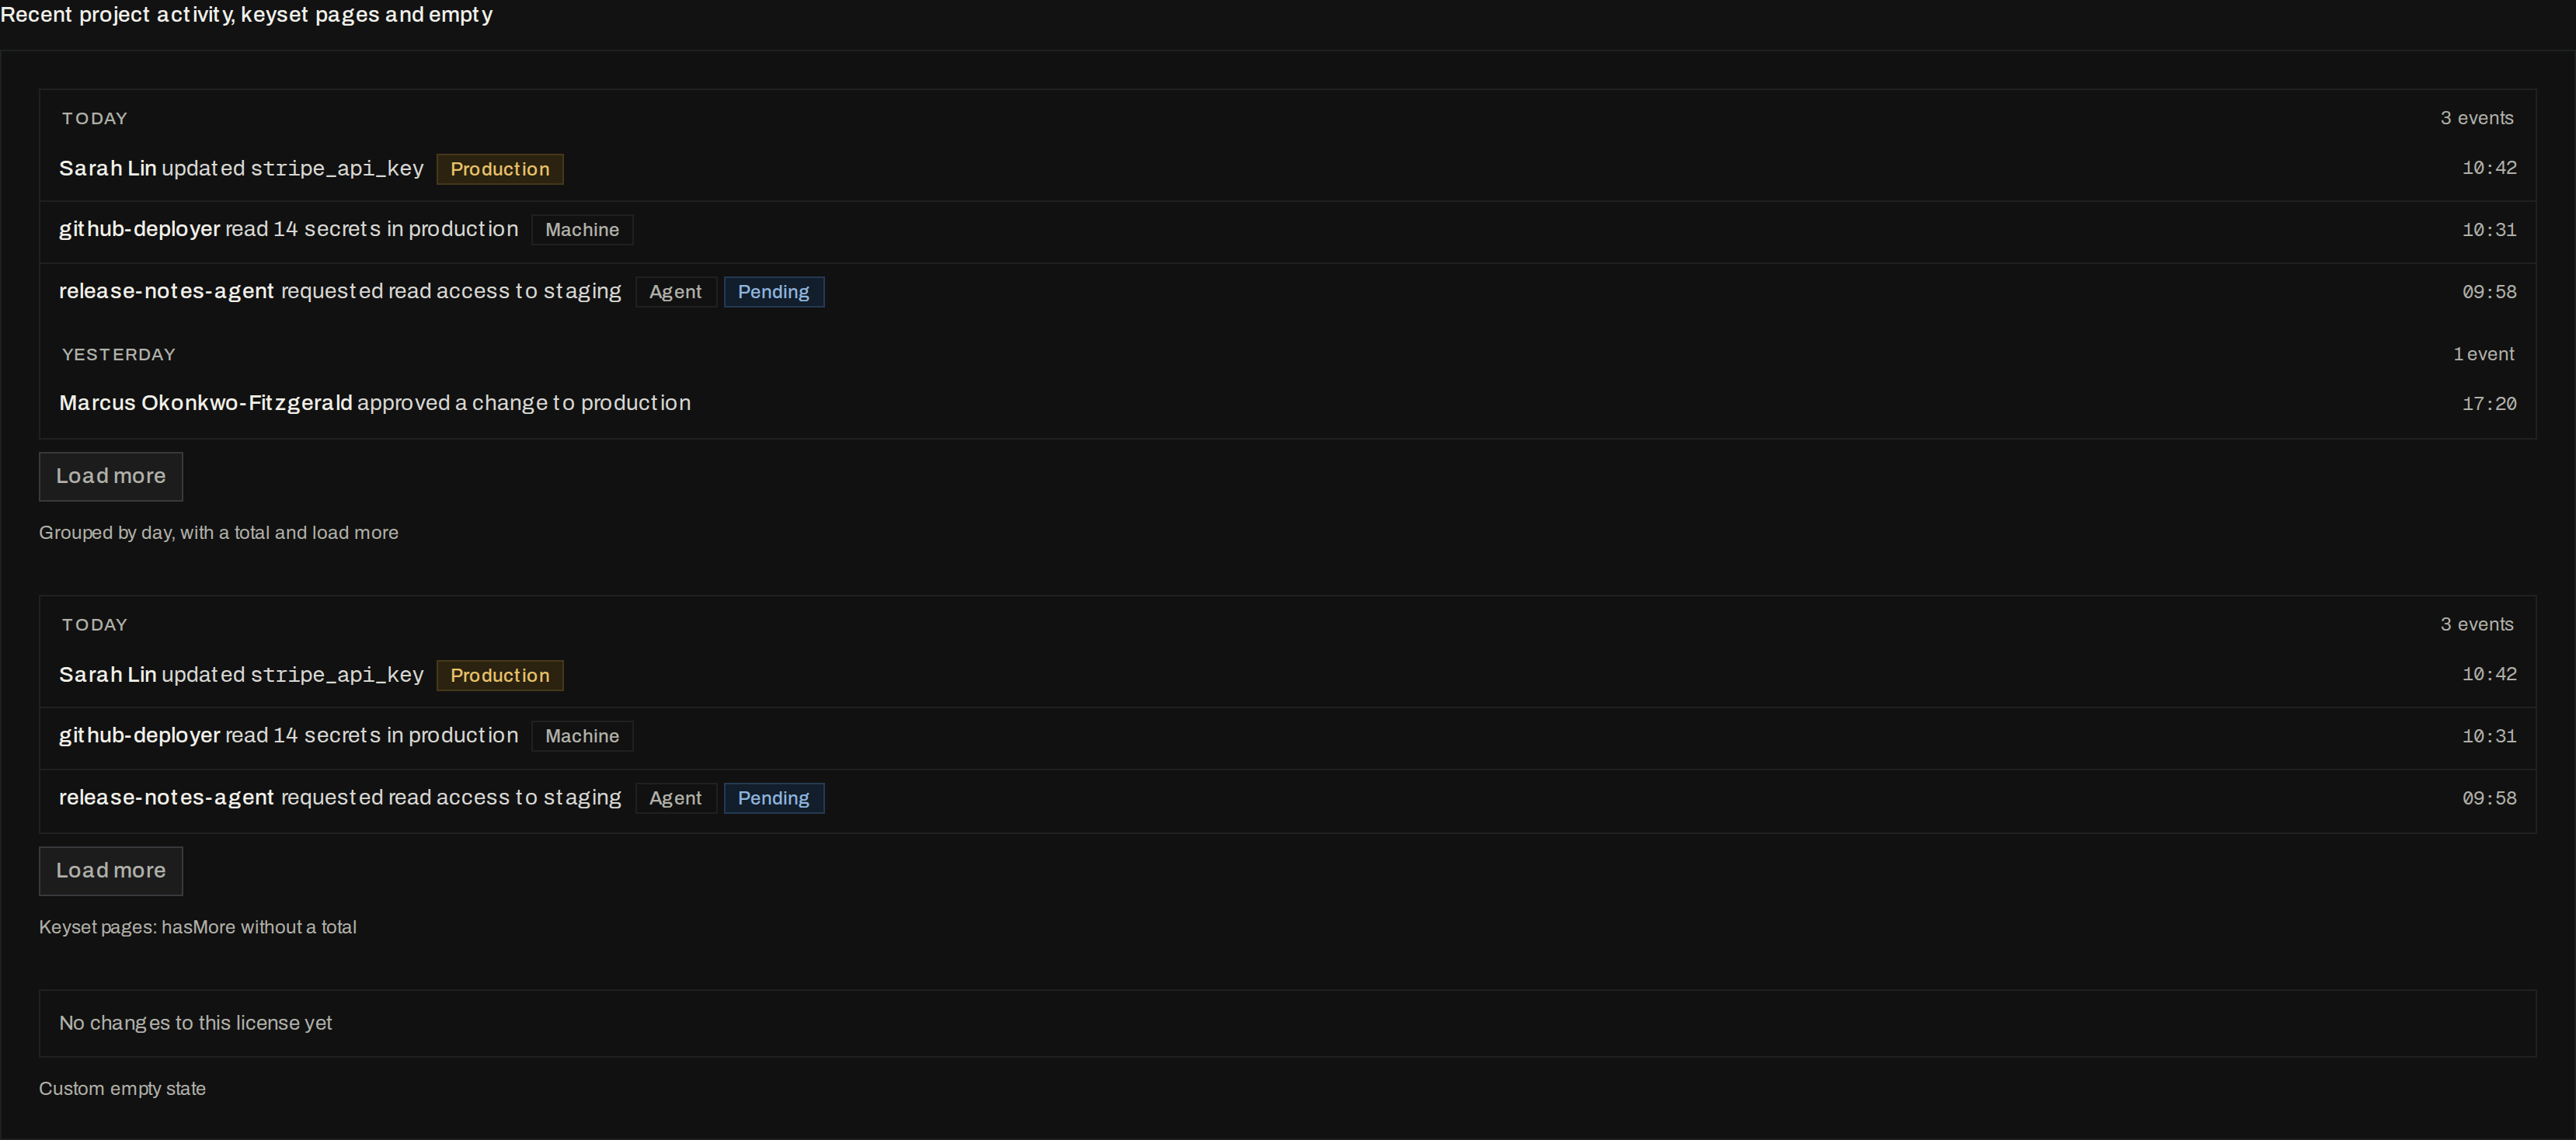 Recent project activity, keyset pages and empty
TODAY 3 events
Sarah Lin updated stripe_api_key Production 10:42
github-deployer read 14 secrets in production Machine 10:31
release-notes-agent requested read access to staging Agent Pending 09:58
YESTERDAY 1 event
Marcus Okonkwo-Fitzgerald approved a change to production 17:20
Load more
Grouped by day, with a total and load more
TODAY 3 events
Sarah Lin updated stripe_api_key Production 10:42
github-deployer read 14 secrets in production Machine 10:31
release-notes-agent requested read access to staging Agent Pending 09:58
Load more
Keyset pages: hasMore without a total
No changes to this license yet
Custom empty state